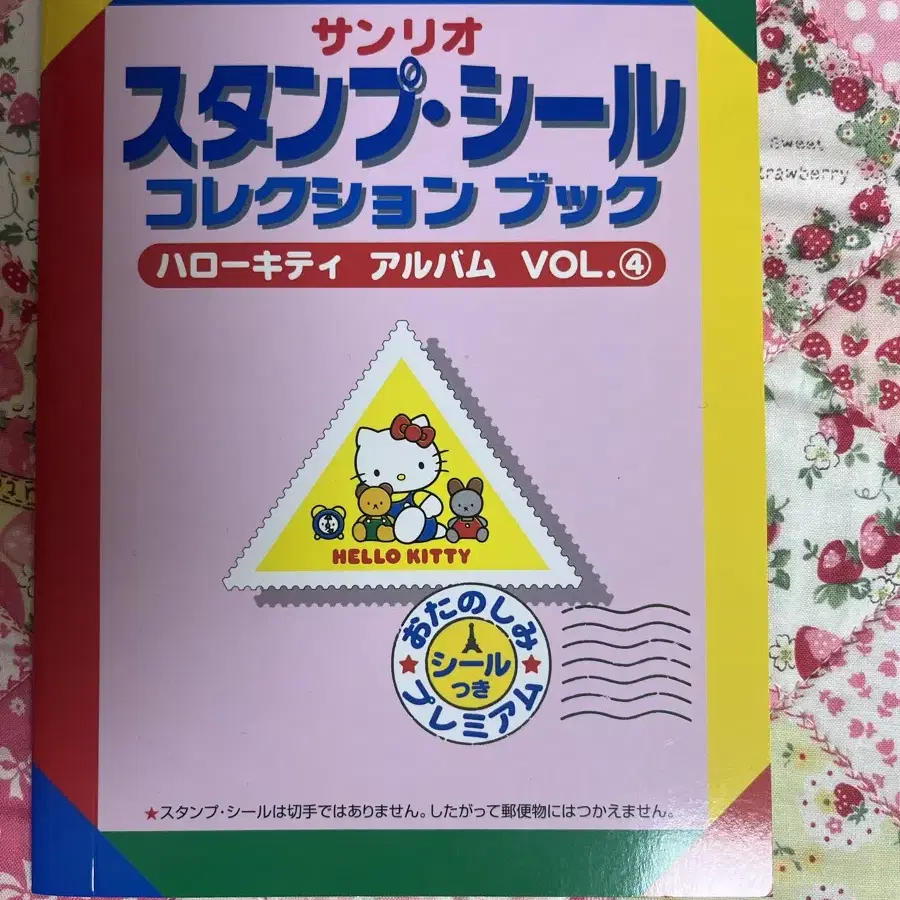 サンリオ
スタンプ・シール
コレクション ブック
ハローキティ アルバム VOL.④
HELLO KITTY
おたのしみ
シール
つき
プレミアム
★スタンプ・シールは切手ではありません。したがって郵便物にはつかえません。
sweet
strawberry